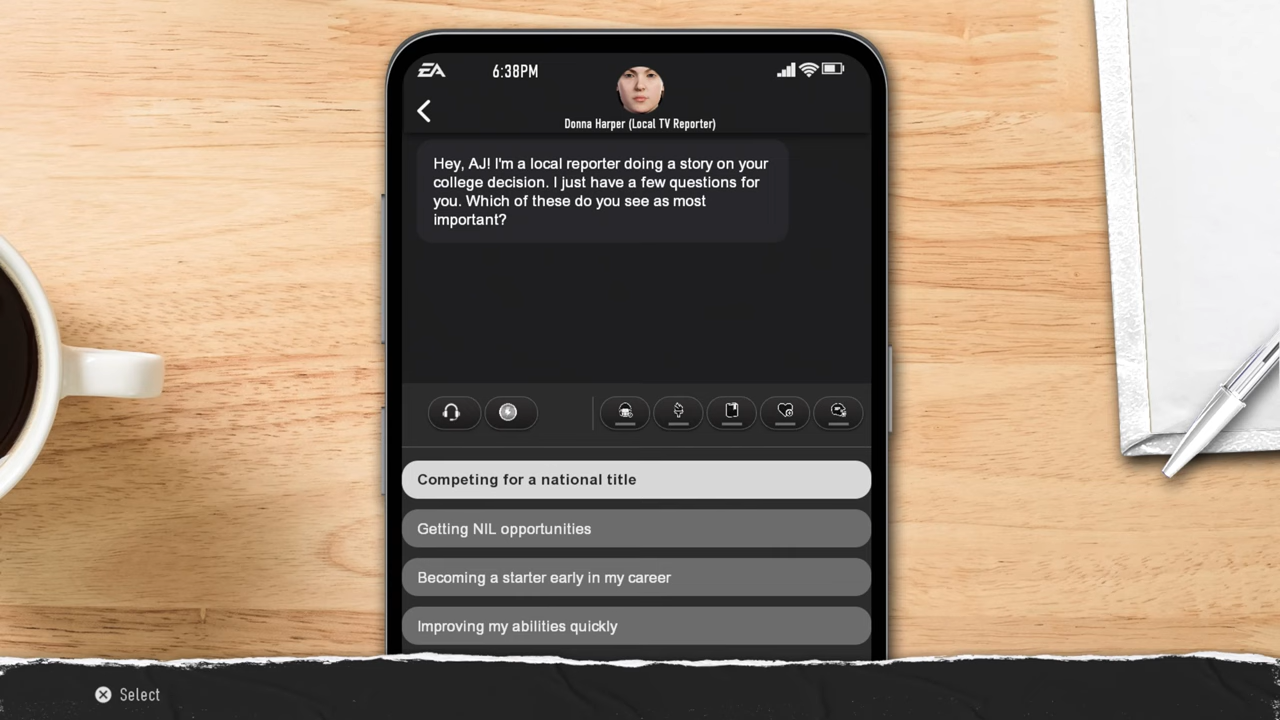 EA
6:38PM
Donna Harper (Local TV Reporter)
Hey, AJ! I'm a local reporter doing a story on your
college decision. I just have a few questions for
you. Which of these do you see as most
important?
Competing for a national title
Getting NIL opportunities
Becoming a starter early in my career
Improving my abilities quickly
Select